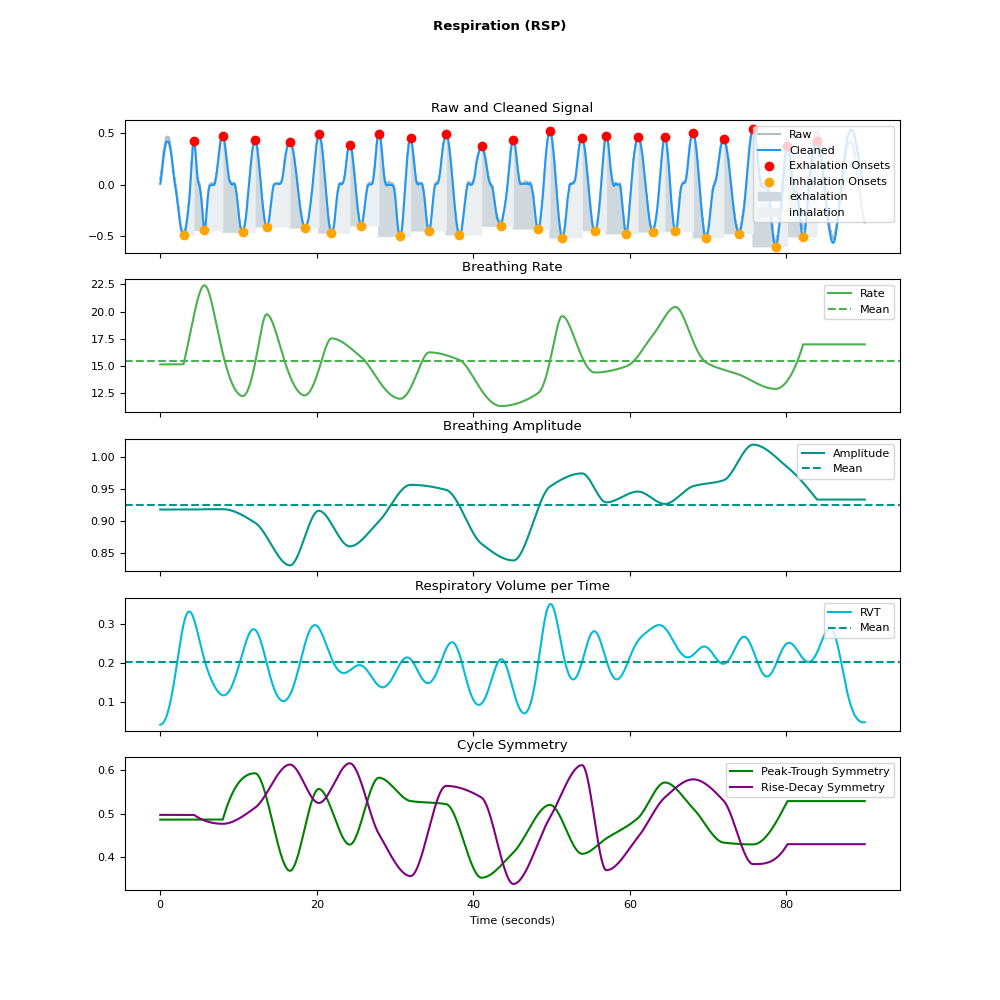 Respiration (RSP)
Raw and Cleaned Signal
0.5
0.0
−0.5
Raw
Cleaned
Exhalation Onsets
Inhalation Onsets
exhalation
inhalation
Breathing Rate
22.5
20.0
17.5
15.0
12.5
Rate
Mean
Breathing Amplitude
1.00
0.95
0.90
0.85
Amplitude
Mean
Respiratory Volume per Time
0.3
0.2
0.1
RVT
Mean
Cycle Symmetry
0.6
0.5
0.4
Peak-Trough Symmetry
Rise-Decay Symmetry
0 20 40 60 80
Time (seconds)